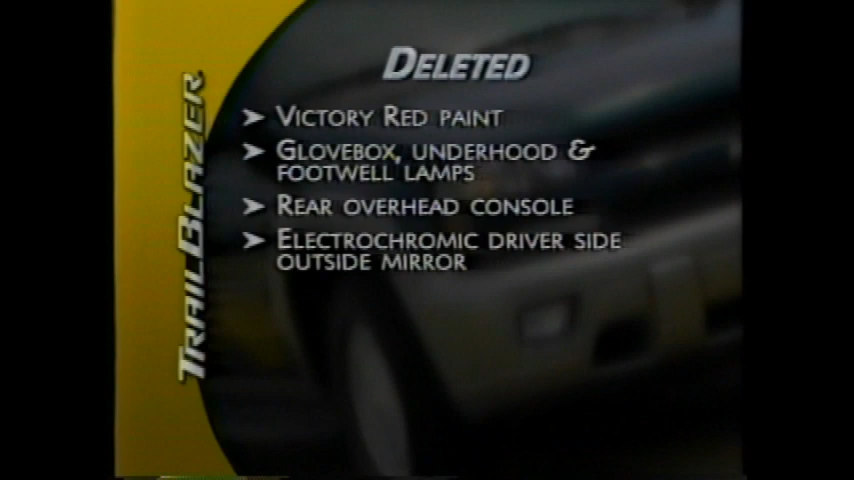 DELETED
➤ VICTORY RED PAINT
➤ GLOVEBOX, UNDERHOOD &
FOOTWELL LAMPS
➤ REAR OVERHEAD CONSOLE
➤ ELECTROCHROMIC DRIVER SIDE
OUTSIDE MIRROR
TRAILBLAZER